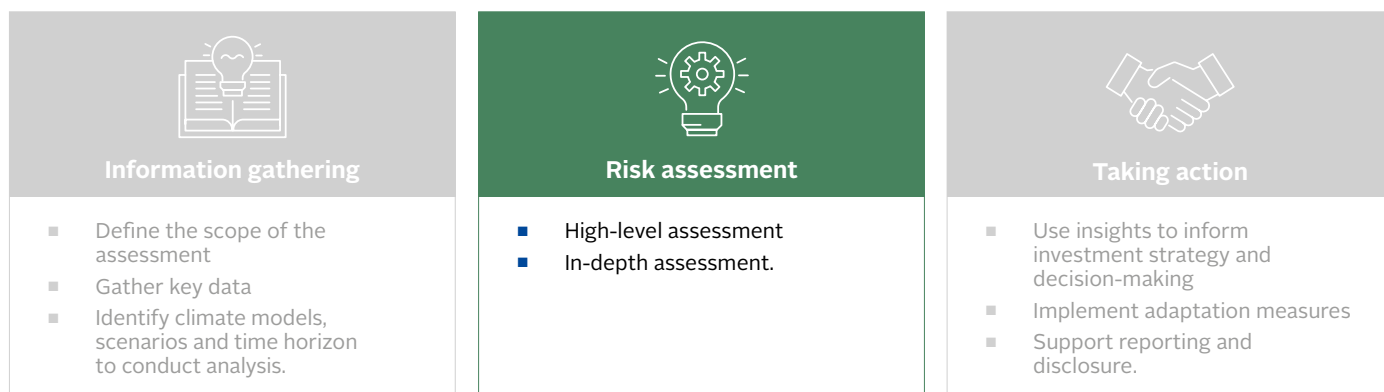 Information gathering
■ Define the scope of the
assessment
■ Gather key data
■ Identify climate models,
scenarios and time horizon
to conduct analysis.
Risk assessment
■ High-level assessment
■ In-depth assessment.
Taking action
■ Use insights to inform
investment strategy and
decision-making
■ Implement adaptation measures
■ Support reporting and
disclosure.